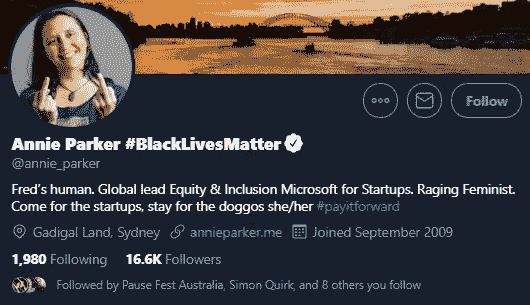 Follow
Annie Parker #BlackLivesMatter
@annie_parker
Fred's human. Global lead Equity & Inclusion Microsoft for Startups. Raging Feminist.
Come for the startups, stay for the doggos she/her #payitforward
Gadigal Land, Sydney annieparker.me Joined September 2009
1,980 Following 16.6K Followers
Followed by Pause Fest Australia, Simon Quirk, and 8 others you follow